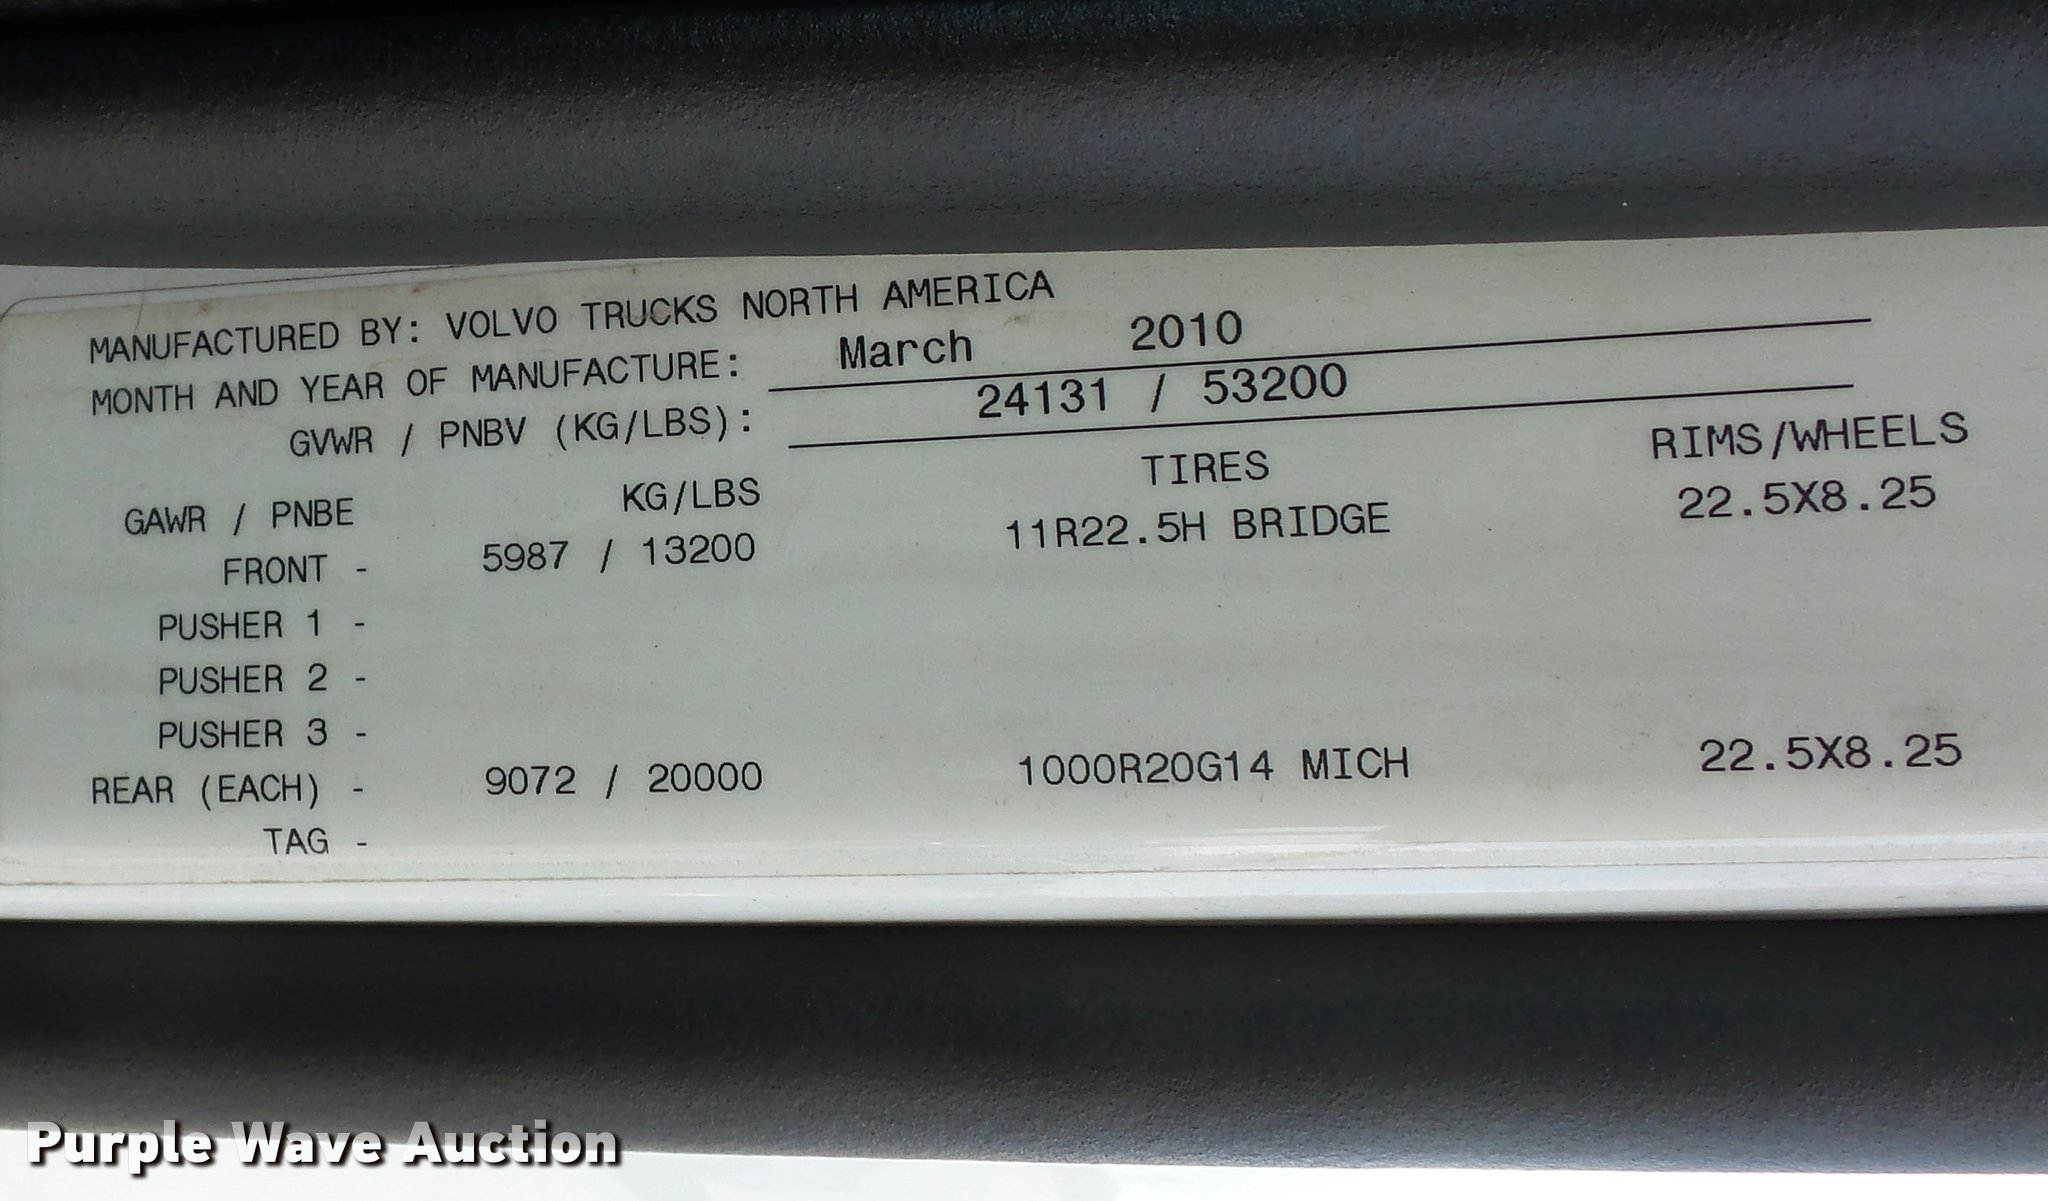 MANUFACTURED BY: VOLVO TRUCKS NORTH AMERICA
MONTH AND YEAR OF MANUFACTURE: March 2010
GVWR / PNBV (KG/LBS): 24131 / 53200
GAWR / PNBE KG/LBS TIRES RIMS/WHEELS
FRONT - 5987 / 13200 11R22.5H BRIDGE 22.5X8.25
PUSHER 1 -
PUSHER 2 -
PUSHER 3 -
REAR (EACH) - 9072 / 20000 1000R20G14 MICH 22.5X8.25
TAG -
Purple Wave Auction